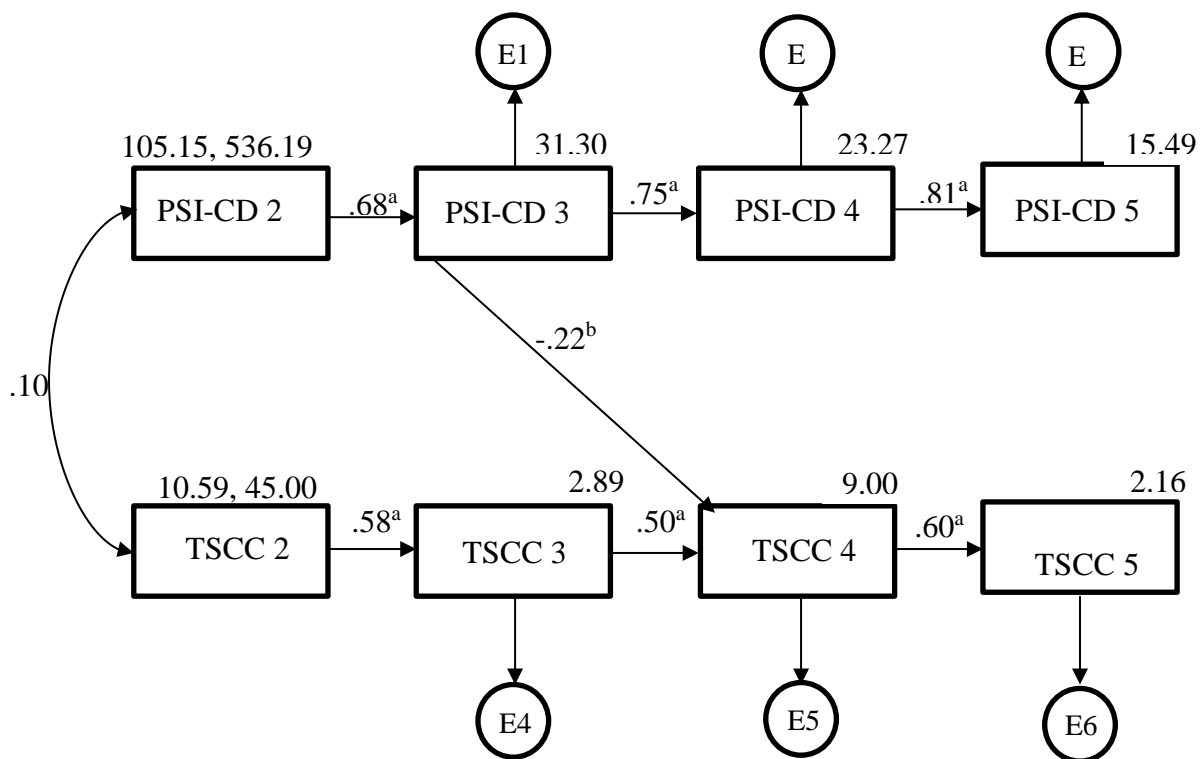 E1 E E
105.15, 536.19 31.30 23.27 15.49
PSI-CD 2 .68ᵃ PSI-CD 3 .75ᵃ PSI-CD 4 .81ᵃ PSI-CD 5
-.22ᵇ
.10
10.59, 45.00 2.89 9.00 2.16
TSCC 2 .58ᵃ TSCC 3 .50ᵃ TSCC 4 .60ᵃ TSCC 5
E4 E5 E6